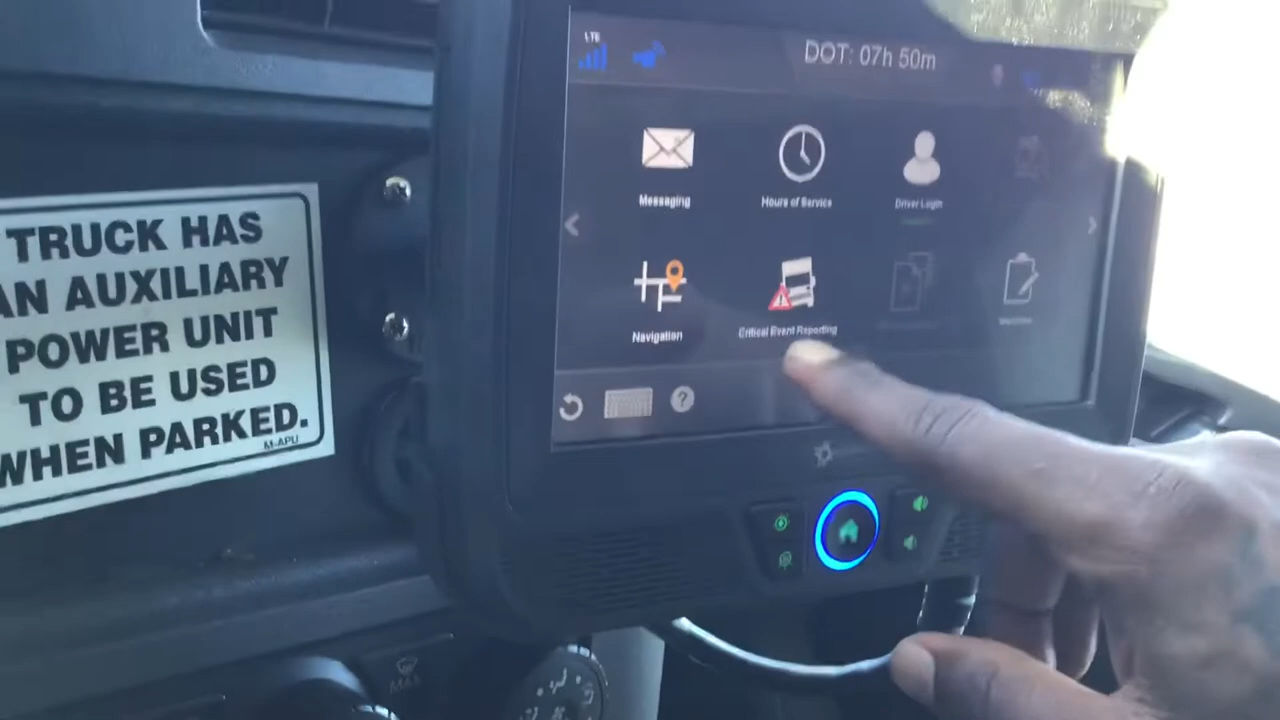 TRUCK HAS
AN AUXILIARY
POWER UNIT
TO BE USED
WHEN PARKED.
M-APU
LTE
DOT: 07h 50m
Messaging
Hours of Service
Driver Login
Navigation
Critical Event Reporting
?
MAX